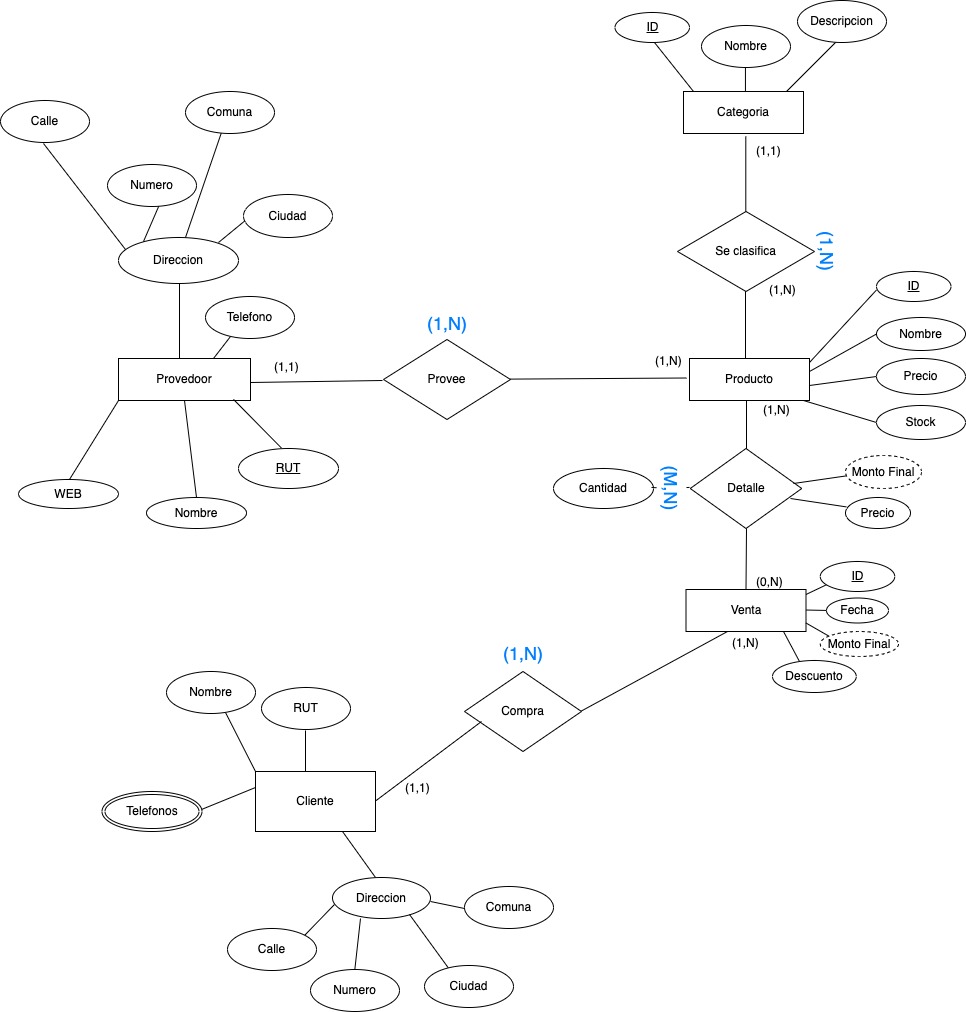 ID
Nombre
Descripcion
Categoria
(1,1)
Se clasifica
(1,N)
(1,N)
Calle
Comuna
Numero
Ciudad
Direccion
Telefono
Provedoor
(1,1)
WEB
Nombre
RUT
(1,N)
Provee
(1,N)
Producto
(1,N)
ID
Nombre
Precio
Stock
Cantidad
(M,N)
Detalle
Monto Final
Precio
(0,N)
Venta
(1,N)
ID
Fecha
Monto Final
Descuento
(1,N)
Compra
(1,1)
Nombre
RUT
Telefonos
Cliente
Direccion
Calle
Numero
Ciudad
Comuna